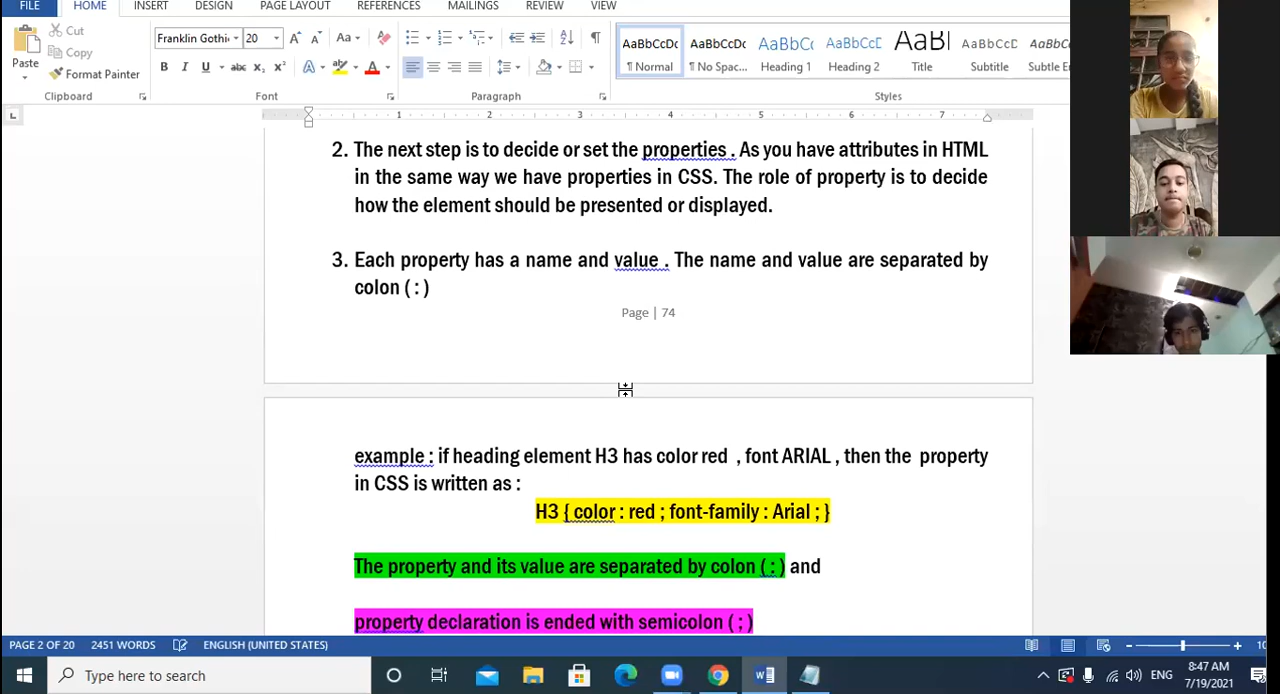 FILE HOME INSERT DESIGN PAGE LAYOUT REFERENCES MAILINGS REVIEW VIEW
Cut
Copy
Paste
Format Painter
Franklin Gothi 20
AaBbCcDc AaBbCcDc AaBbCc AaBbCcD AaB AaBbCcD
¶ Normal ¶ No Spac... Heading 1 Heading 2 Title Subtitle Subtle E
Clipboard Font Paragraph Styles
1 2 3 4 5 6 7
2. The next step is to decide or set the properties . As you have attributes in HTML
in the same way we have properties in CSS. The role of property is to decide
how the element should be presented or displayed.
3. Each property has a name and value . The name and value are separated by
colon ( : )
Page | 74
example : if heading element H3 has color red , font ARIAL , then the property
in CSS is written as :
H3 { color : red ; font-family : Arial ; }
The property and its value are separated by colon ( : ) and
property declaration is ended with semicolon ( ; )
PAGE 2 OF 20 2451 WORDS ENGLISH (UNITED STATES)
Type here to search
ENG
8:47 AM
7/19/2021